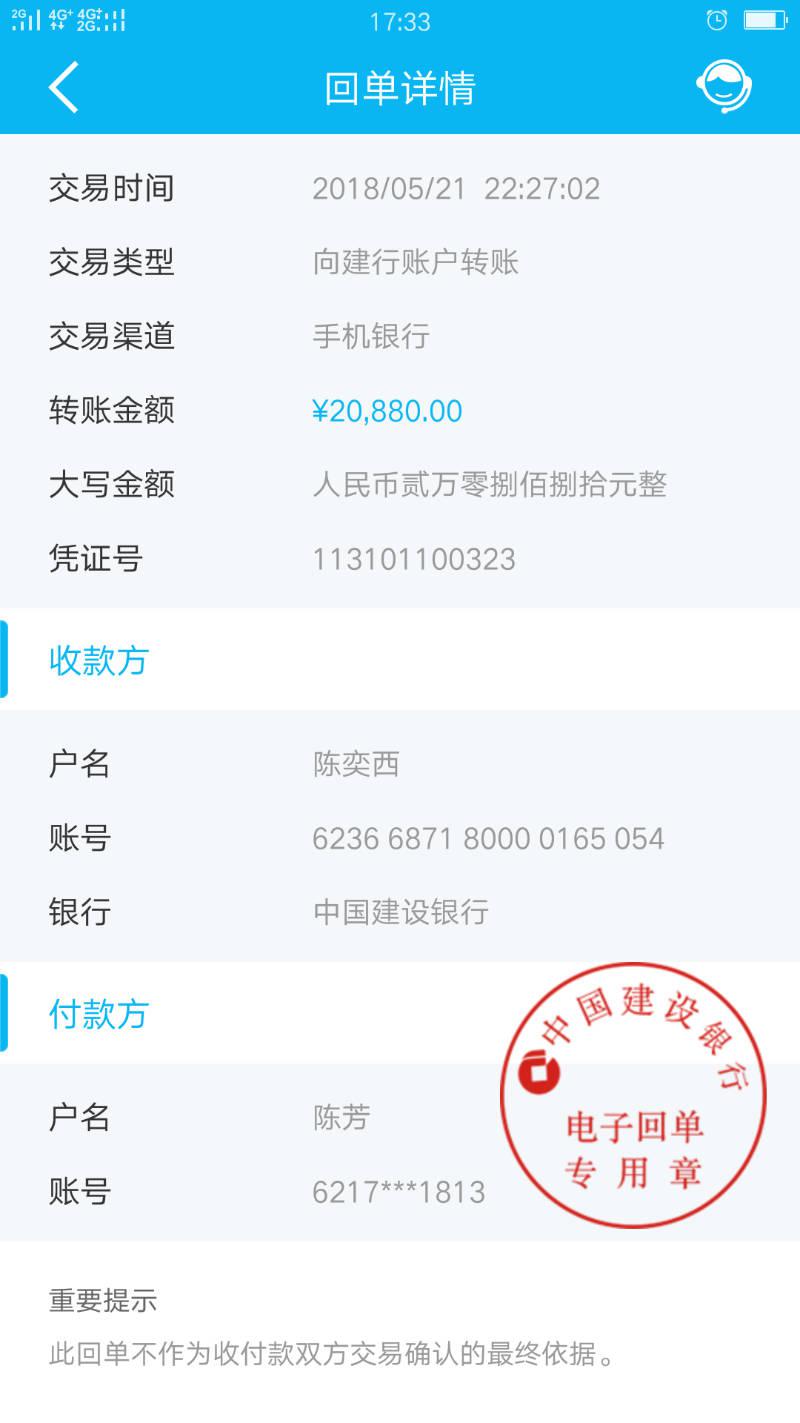 2G 4G+ 4G+ 2G 17:33
回单详情
交易时间 2018/05/21 22:27:02
交易类型 向建行账户转账
交易渠道 手机银行
转账金额 ¥20,880.00
大写金额 人民币贰万零捌佰捌拾元整
凭证号 113101100323
收款方
户名 陈奕西
账号 6236 6871 8000 0165 054
银行 中国建设银行
付款方
中国建设银行
电子回单
专用章
户名 陈芳
账号 6217***1813
重要提示
此回单不作为收付款双方交易确认的最终依据。